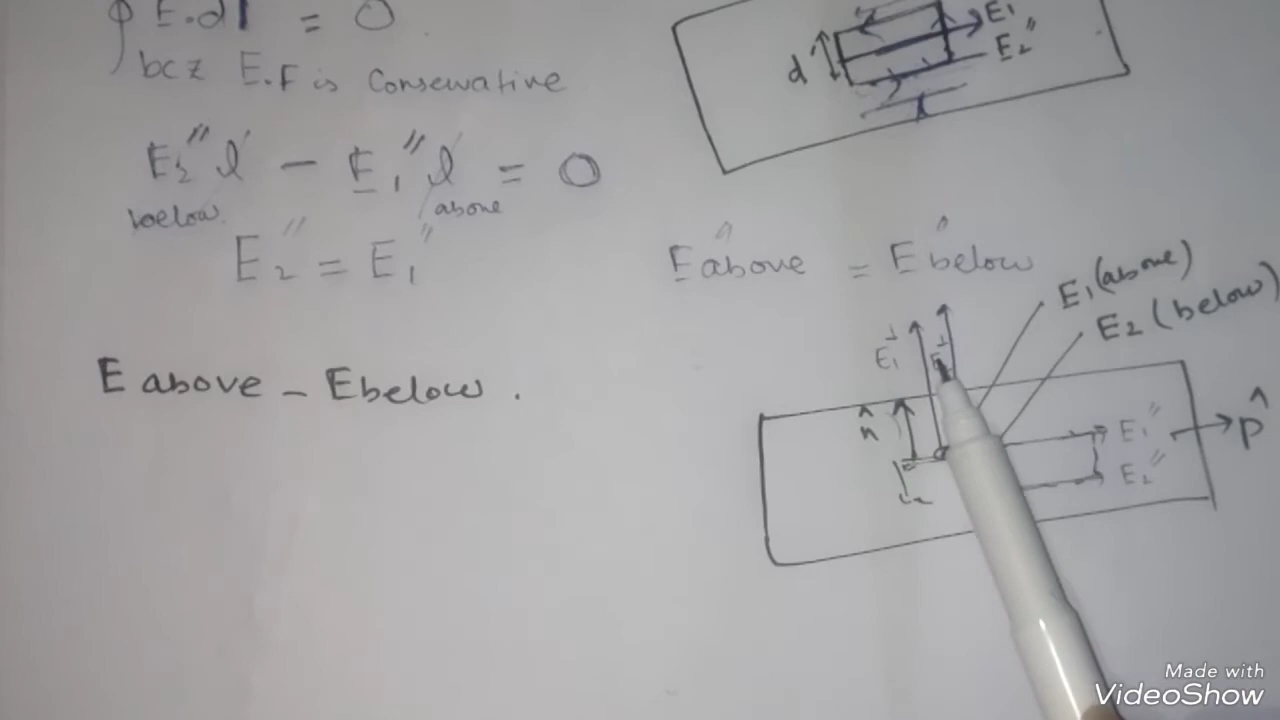 ∮ E.dl = 0
bcz E.F is Conservative
E₂'' l - E₁'' l = 0
below above
E₂'' = E₁''
E above - E below .
E₁
E₂''
d
l
E above = E below
E₁ (above)
E₂ (below)
E₁⊥
n̂
E₁''
E₂''
p̂
Made with
VideoShow